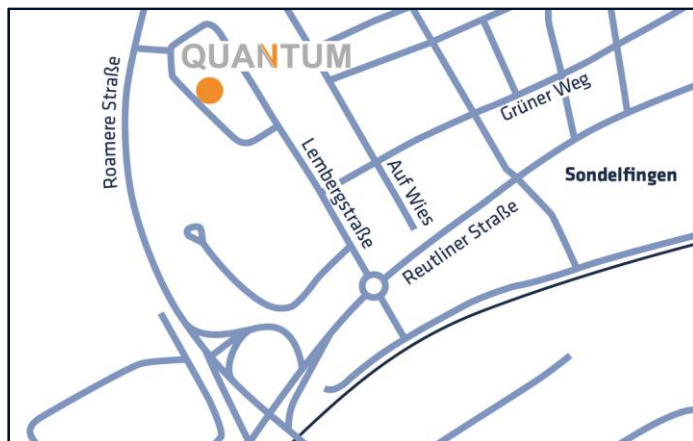 QUANTUM
Roamere Straße
Grüner Weg
Lembergstraße
Auf Wies
Sondelfingen
Reutliner Straße